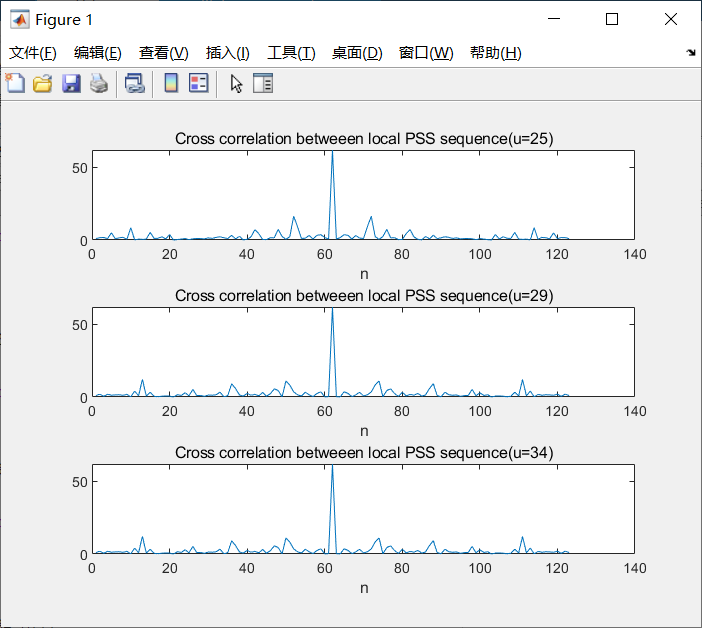 Figure 1
文件(F) 编辑(E) 查看(V) 插入(I) 工具(T) 桌面(D) 窗口(W) 帮助(H)
Cross correlation betweeen local PSS sequence(u=25)
50
0
0 20 40 60 80 100 120 140
n
Cross correlation betweeen local PSS sequence(u=29)
50
0
0 20 40 60 80 100 120 140
n
Cross correlation betweeen local PSS sequence(u=34)
50
0
0 20 40 60 80 100 120 140
n